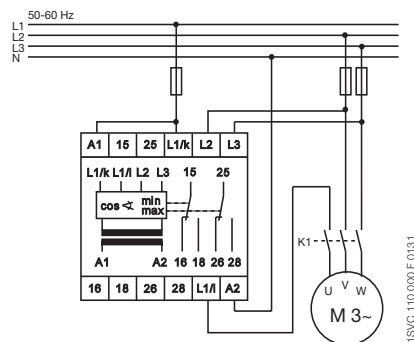 50-60 Hz
L1
L2
L3
N
A1 15 25 L1/k L2 L3
L1/k L1/l L2 L3 15 25
cos ∢ min
max
A1 A2 16 18 26 28
16 18 26 28 L1/l A2
K1
U V W
M 3~
1SVC 110 000 F 0131